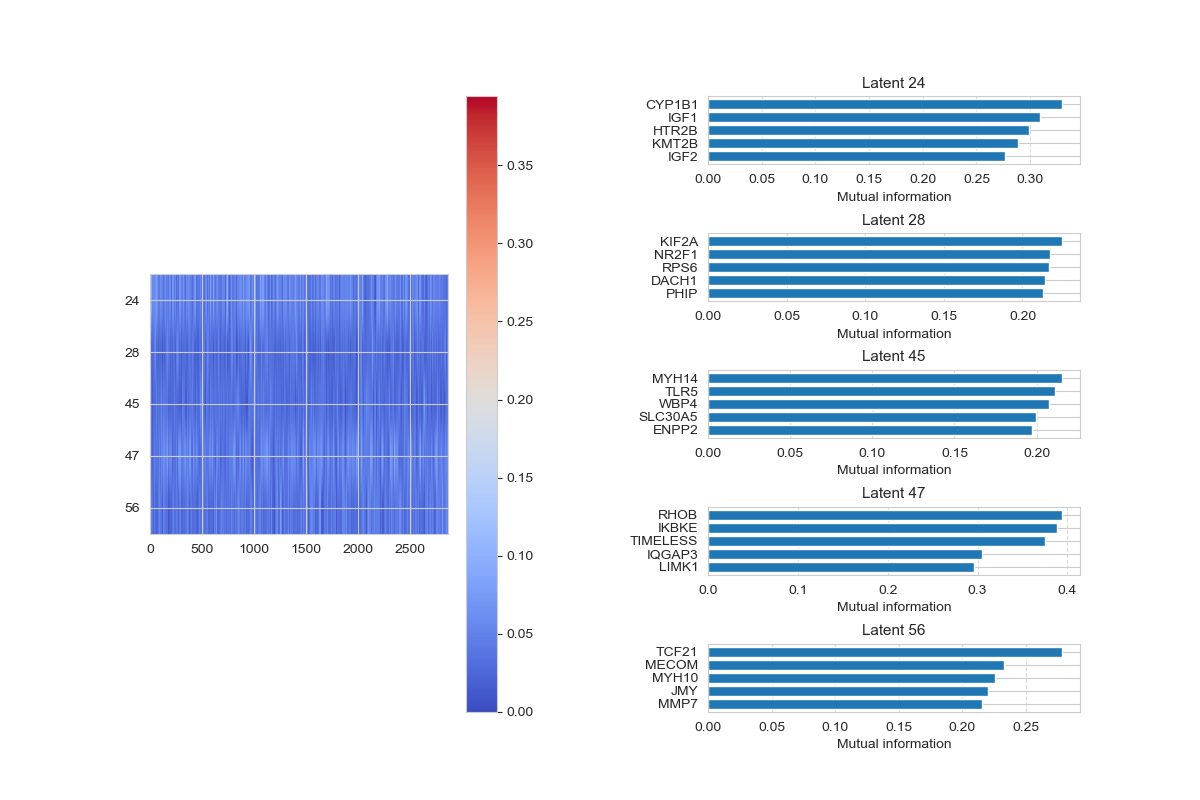 24
28
45
47
56
0 500 1000 1500 2000 2500
0.35
0.30
0.25
0.20
0.15
0.10
0.05
0.00
Latent 24
CYP1B1
IGF1
HTR2B
KMT2B
IGF2
0.00 0.05 0.10 0.15 0.20 0.25 0.30
Mutual information
Latent 28
KIF2A
NR2F1
RPS6
DACH1
PHIP
0.00 0.05 0.10 0.15 0.20
Mutual information
Latent 45
MYH14
TLR5
WBP4
SLC30A5
ENPP2
0.00 0.05 0.10 0.15 0.20
Mutual information
Latent 47
RHOB
IKBKE
TIMELESS
IQGAP3
LIMK1
0.0 0.1 0.2 0.3 0.4
Mutual information
Latent 56
TCF21
MECOM
MYH10
JMY
MMP7
0.00 0.05 0.10 0.15 0.20 0.25
Mutual information